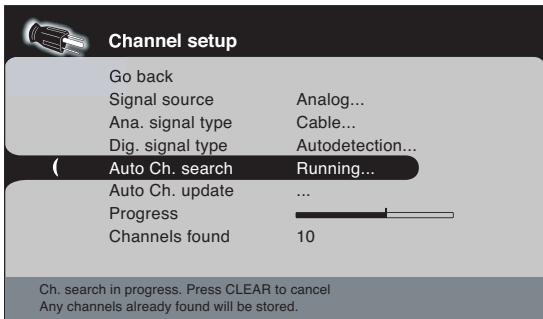 Channel setup
Go back
Signal source Analog...
Ana. signal type Cable...
Dig. signal type Autodetection...
Auto Ch. search Running...
Auto Ch. update ...
Progress
Channels found 10
Ch. search in progress. Press CLEAR to cancel
Any channels already found will be stored.